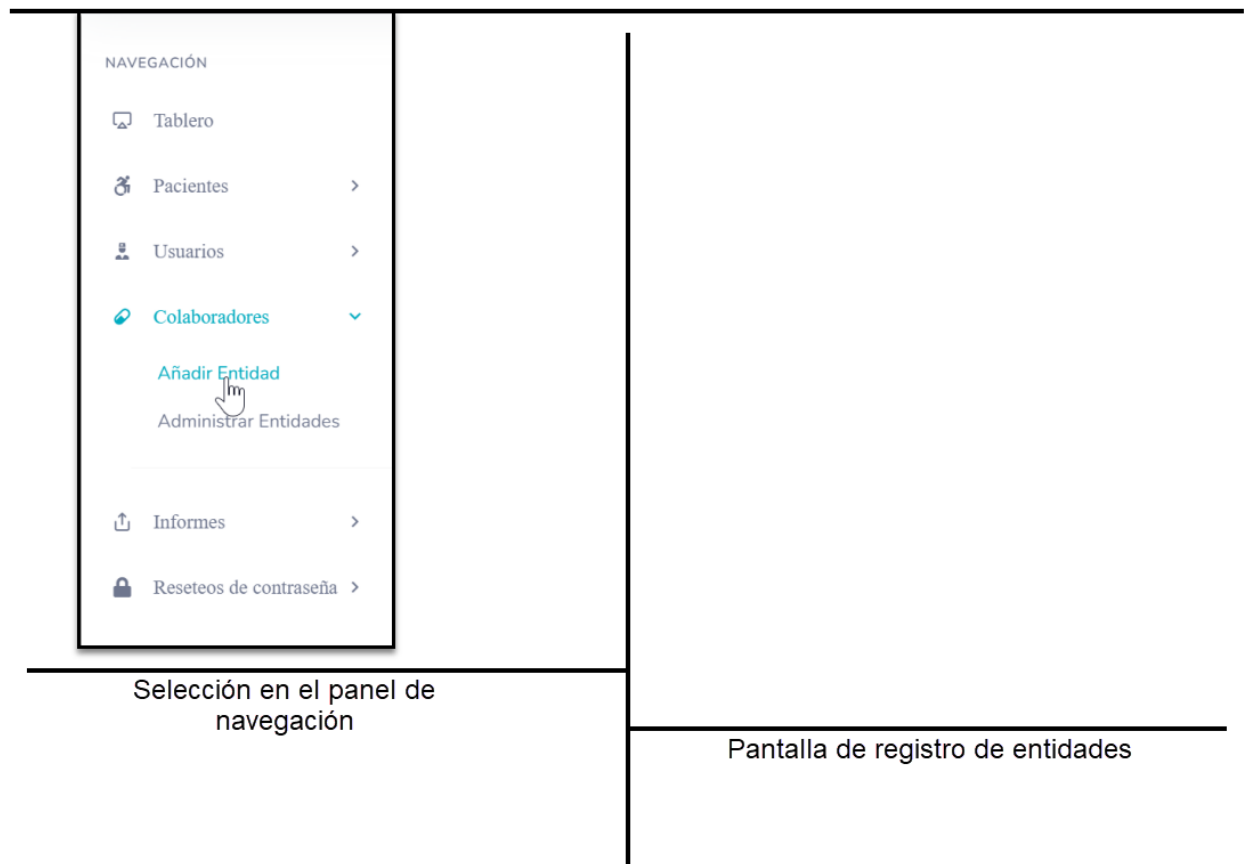 NAVEGACIÓN
Tablero
Pacientes
Usuarios
Colaboradores
Añadir Entidad
Administrar Entidades
Informes
Reseteos de contraseña
Selección en el panel de
navegación
Pantalla de registro de entidades